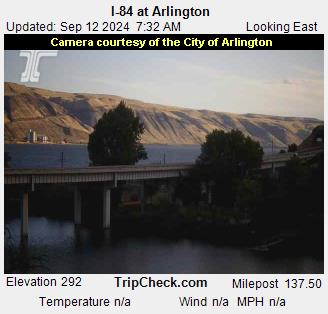 I-84 at Arlington
Updated: Sep 12 2024 7:32 AM Looking East
Camera courtesy of the City of Arlington
Elevation 292 TripCheck.com Milepost 137.50
Temperature n/a Wind n/a MPH n/a